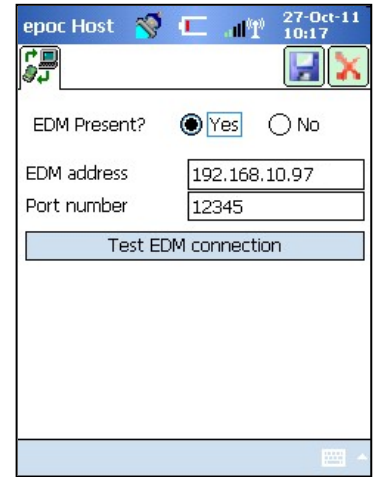 epoc Host 27-Oct-11
10:17
EDM Present? Yes No
EDM address 192.168.10.97
Port number 12345
Test EDM connection